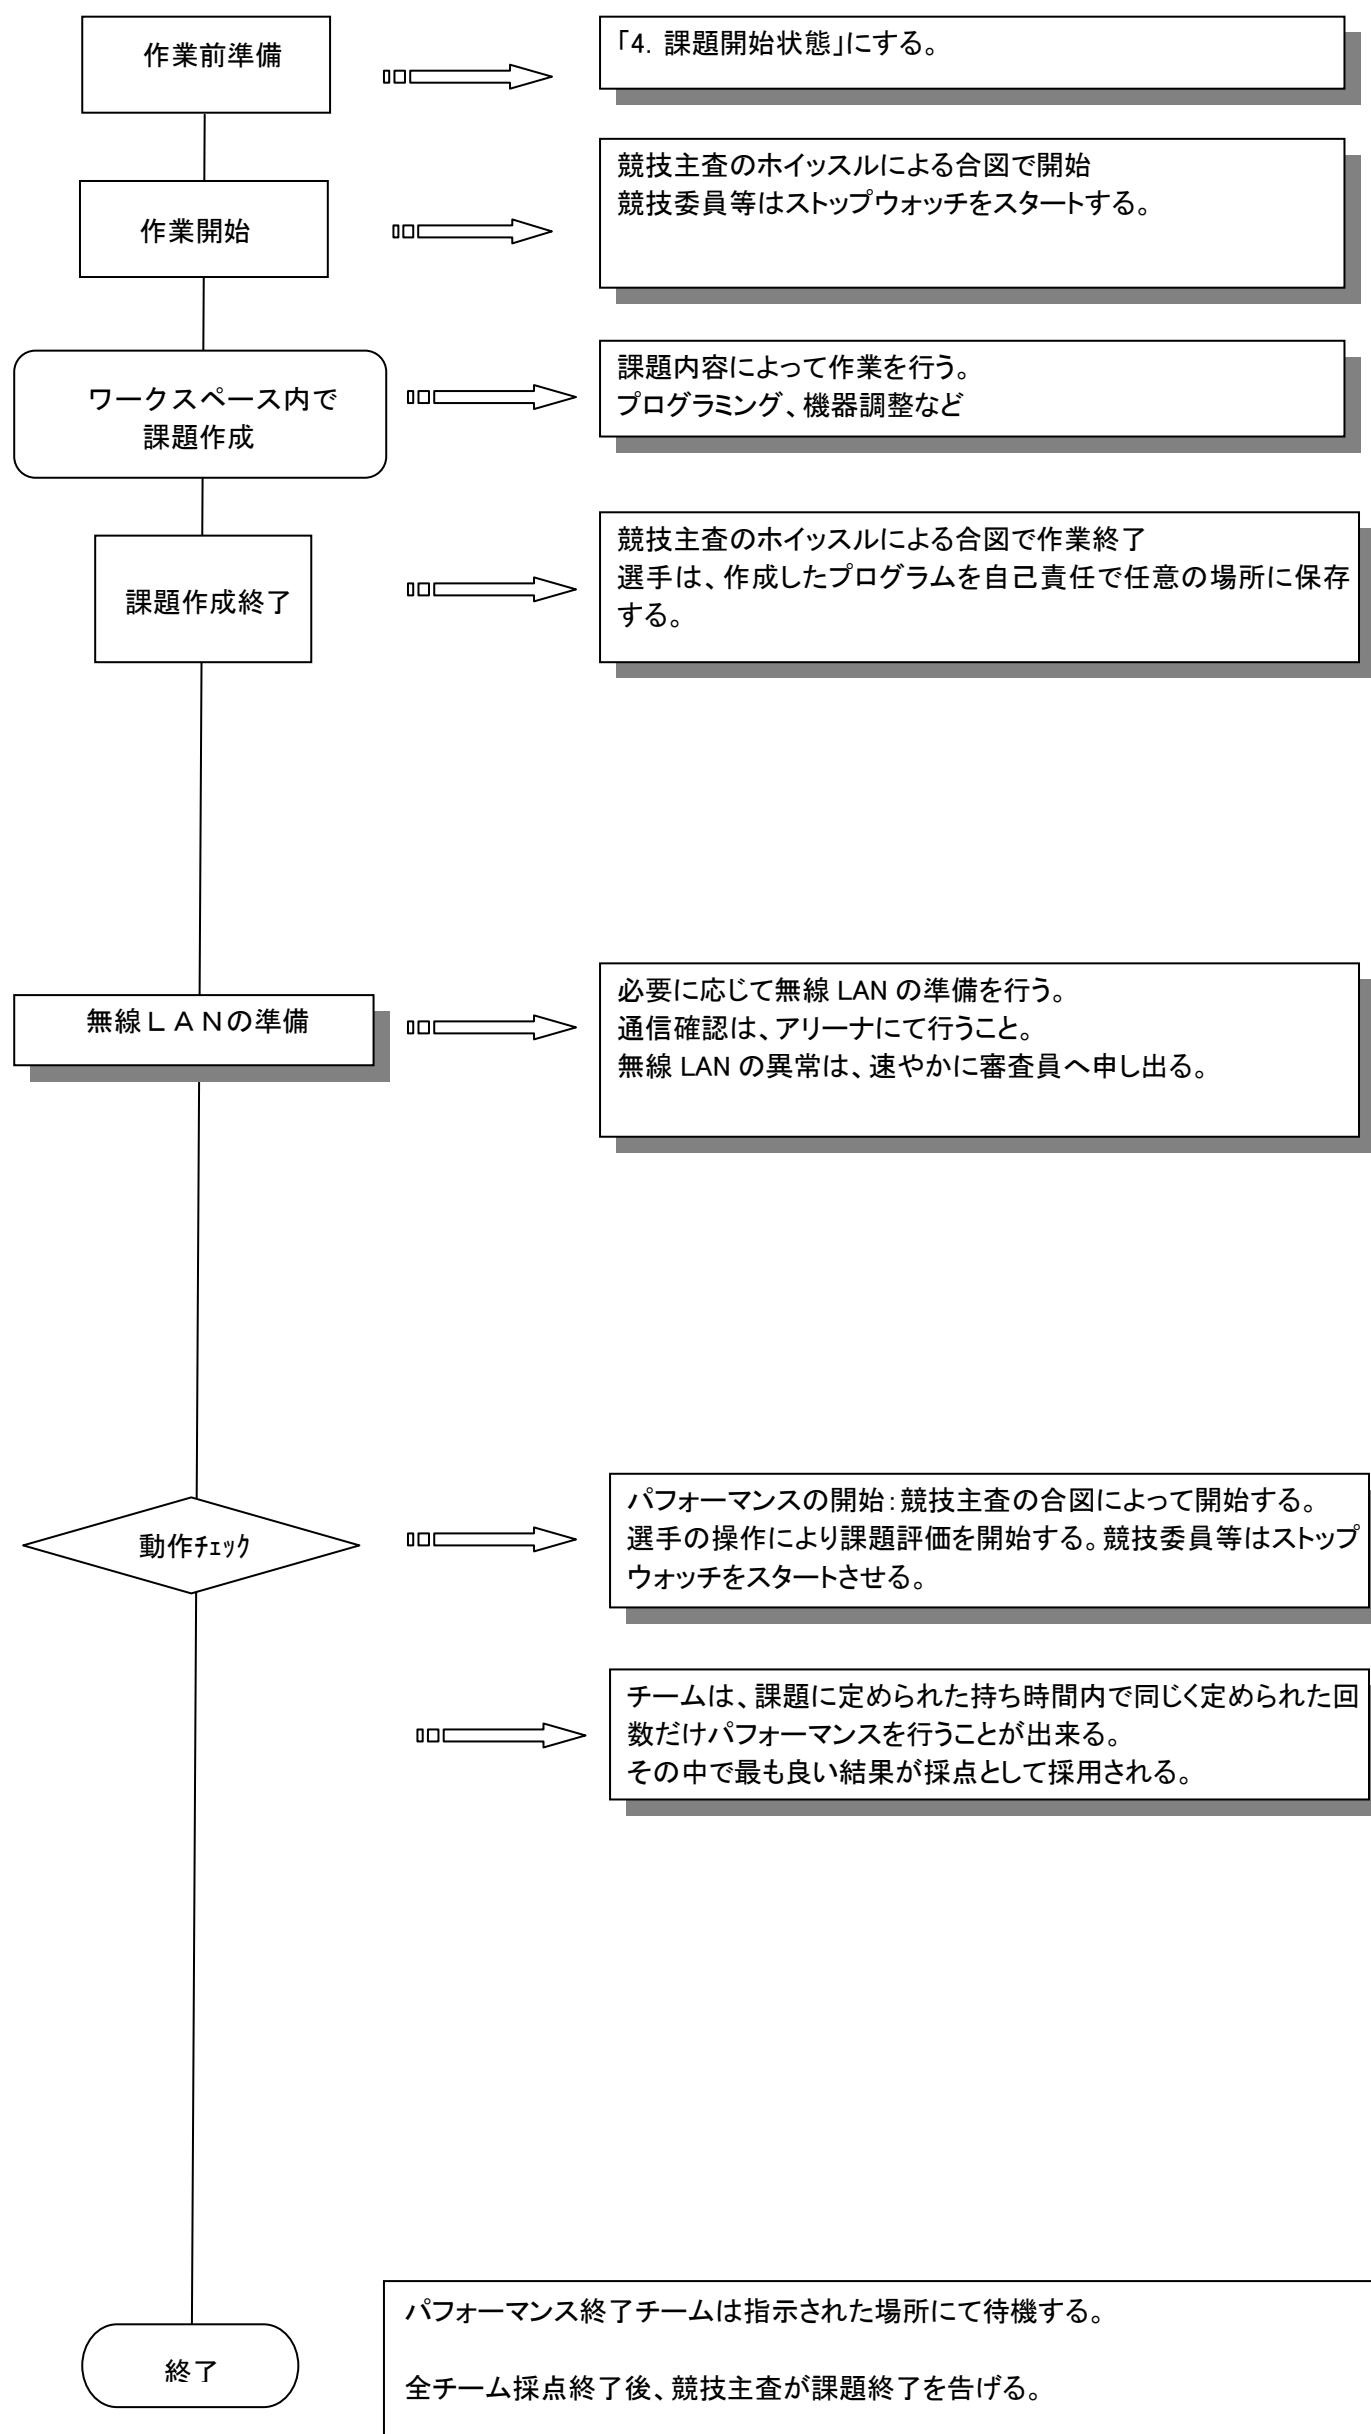 作業前準備
「4．課題開始状態」にする。
作業開始
競技主査のホイッスルによる合図で開始
競技委員等はストップウォッチをスタートする。
ワークスペース内で
課題作成
課題内容によって作業を行う。
プログラミング、機器調整など
課題作成終了
競技主査のホイッスルによる合図で作業終了
選手は、作成したプログラムを自己責任で任意の場所に保存
する。
無線ＬＡＮの準備
必要に応じて無線 LAN の準備を行う。
通信確認は、アリーナにて行うこと。
無線 LAN の異常は、速やかに審査員へ申し出る。
動作ﾁｪｯｸ
パフォーマンスの開始：競技主査の合図によって開始する。
選手の操作により課題評価を開始する。競技委員等はストップ
ウォッチをスタートさせる。
チームは、課題に定められた持ち時間内で同じく定められた回
数だけパフォーマンスを行うことが出来る。
その中で最も良い結果が採点として採用される。
終了
パフォーマンス終了チームは指示された場所にて待機する。
全チーム採点終了後、競技主査が課題終了を告げる。